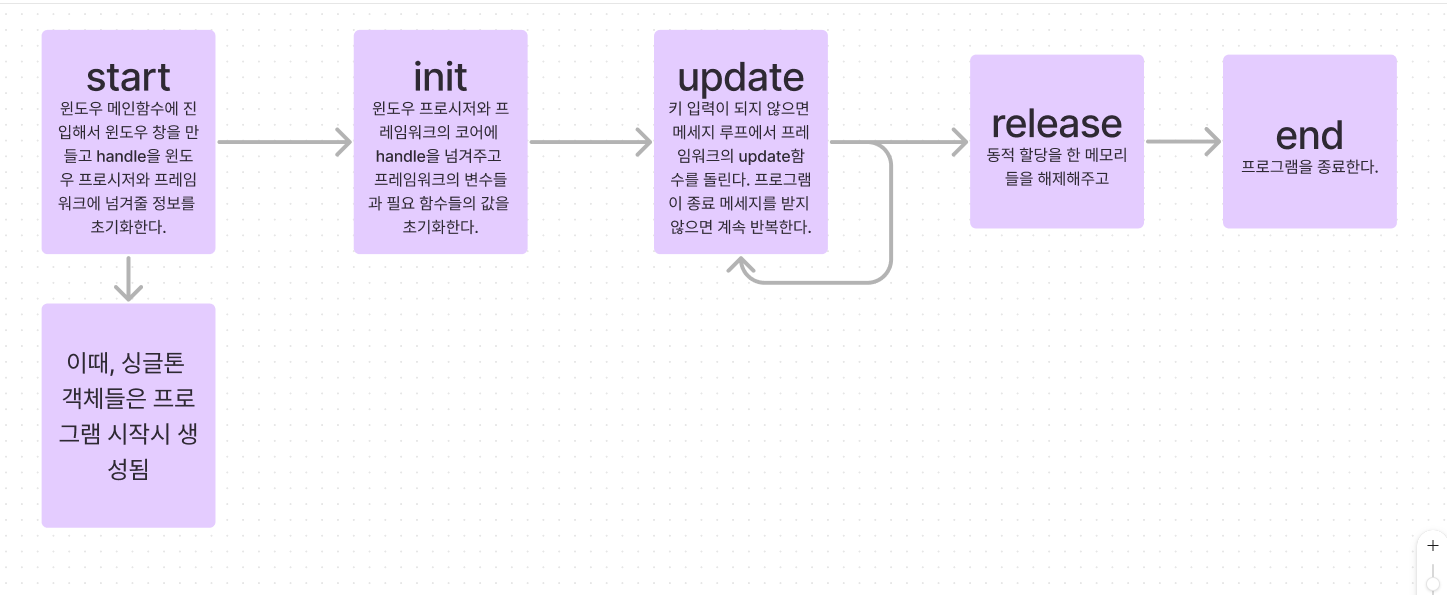 start
윈도우 메인함수에 진
입해서 윈도우 창을 만
들고 handle을 윈도
우 프로시저와 프레임
워크에 넘겨줄 정보를
초기화한다.
init
윈도우 프로시저와 프
레임워크의 코어에
handle을 넘겨주고
프레임워크의 변수들
과 필요 함수들의 값을
초기화한다.
update
키 입력이 되지 않으면
메세지 루프에서 프레
임워크의 update함
수를 돌린다. 프로그램
이 종료 메세지를 받지
않으면 계속 반복한다.
release
동적 할당을 한 메모리
들을 해제해주고
end
프로그램을 종료한다.
이때, 싱글톤
객체들은 프로
그램 시작시 생
성됨